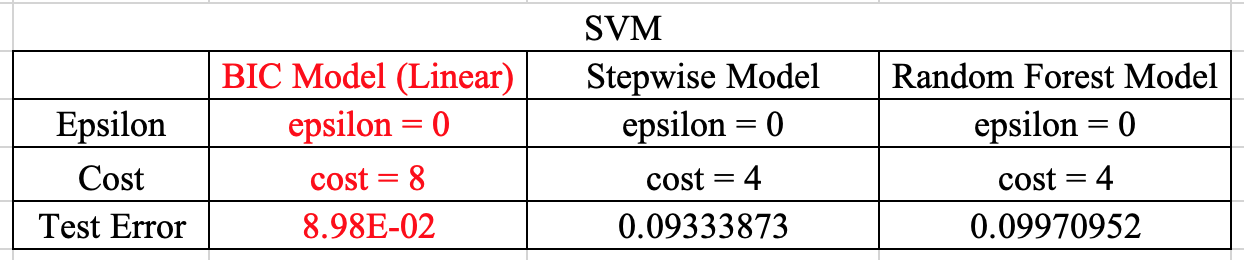 SVM
BIC Model (Linear) Stepwise Model Random Forest Model
Epsilon epsilon = 0 epsilon = 0 epsilon = 0
Cost cost = 8 cost = 4 cost = 4
Test Error 8.98E-02 0.09333873 0.09970952